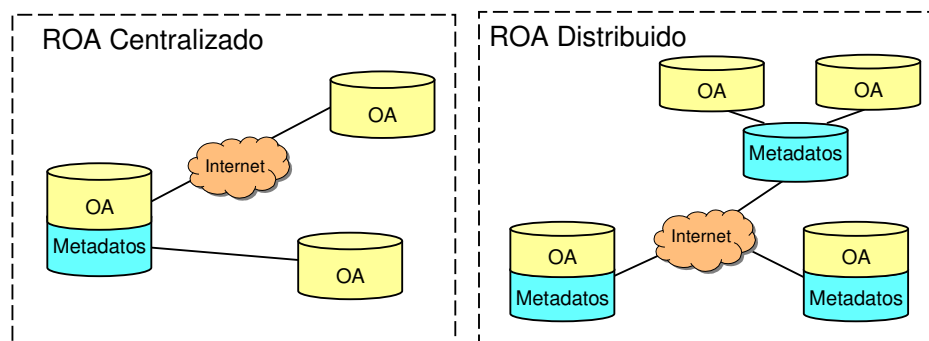 ROA Centralizado
OA
Internet
OA
Metadatos
OA
ROA Distribuido
OA
OA
Metadatos
Internet
OA
Metadatos
OA
Metadatos